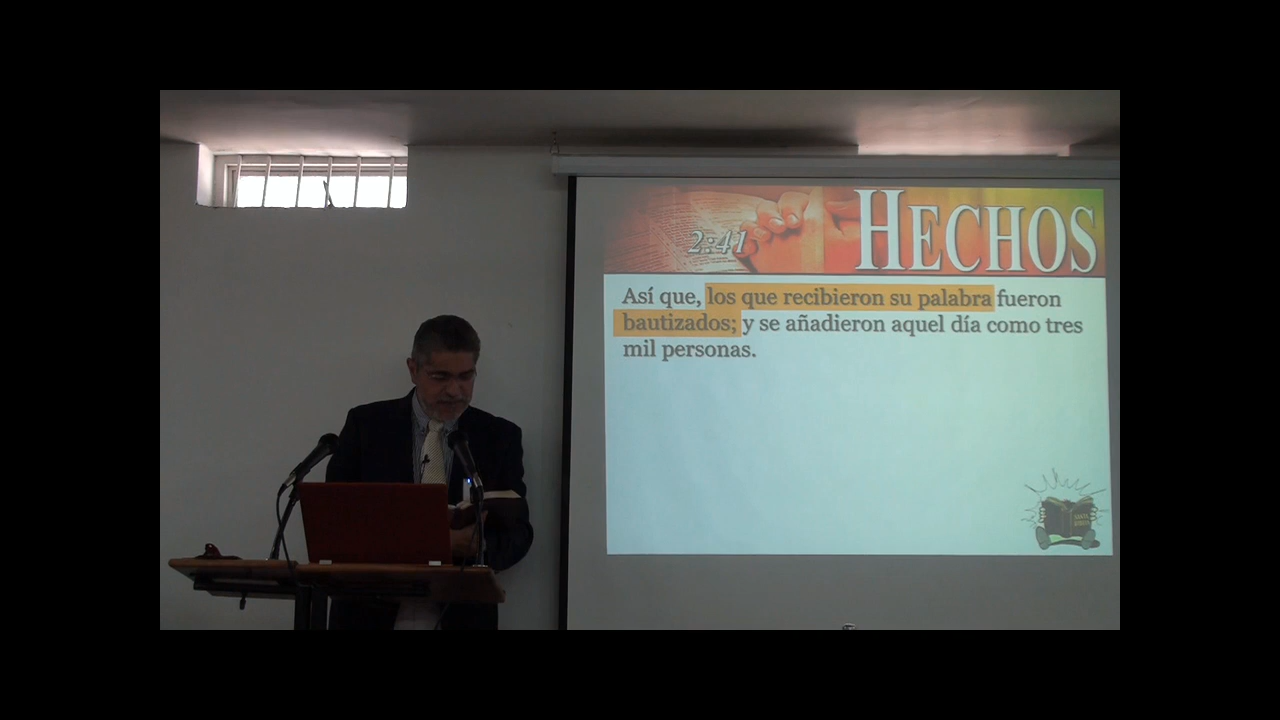 2:41
HECHOS
Así que, los que recibieron su palabra fueron
bautizados; y se añadieron aquel día como tres
mil personas.
SANTA